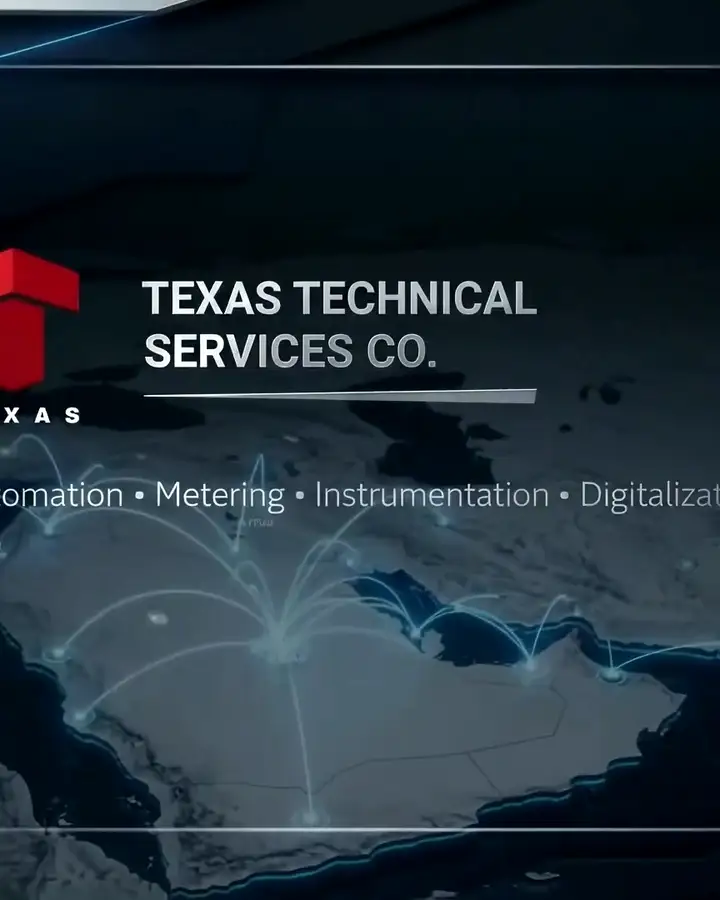 TEXAS TECHNICAL
SERVICES CO.
XAS
omation • Metering • Instrumentation • Digitalizat